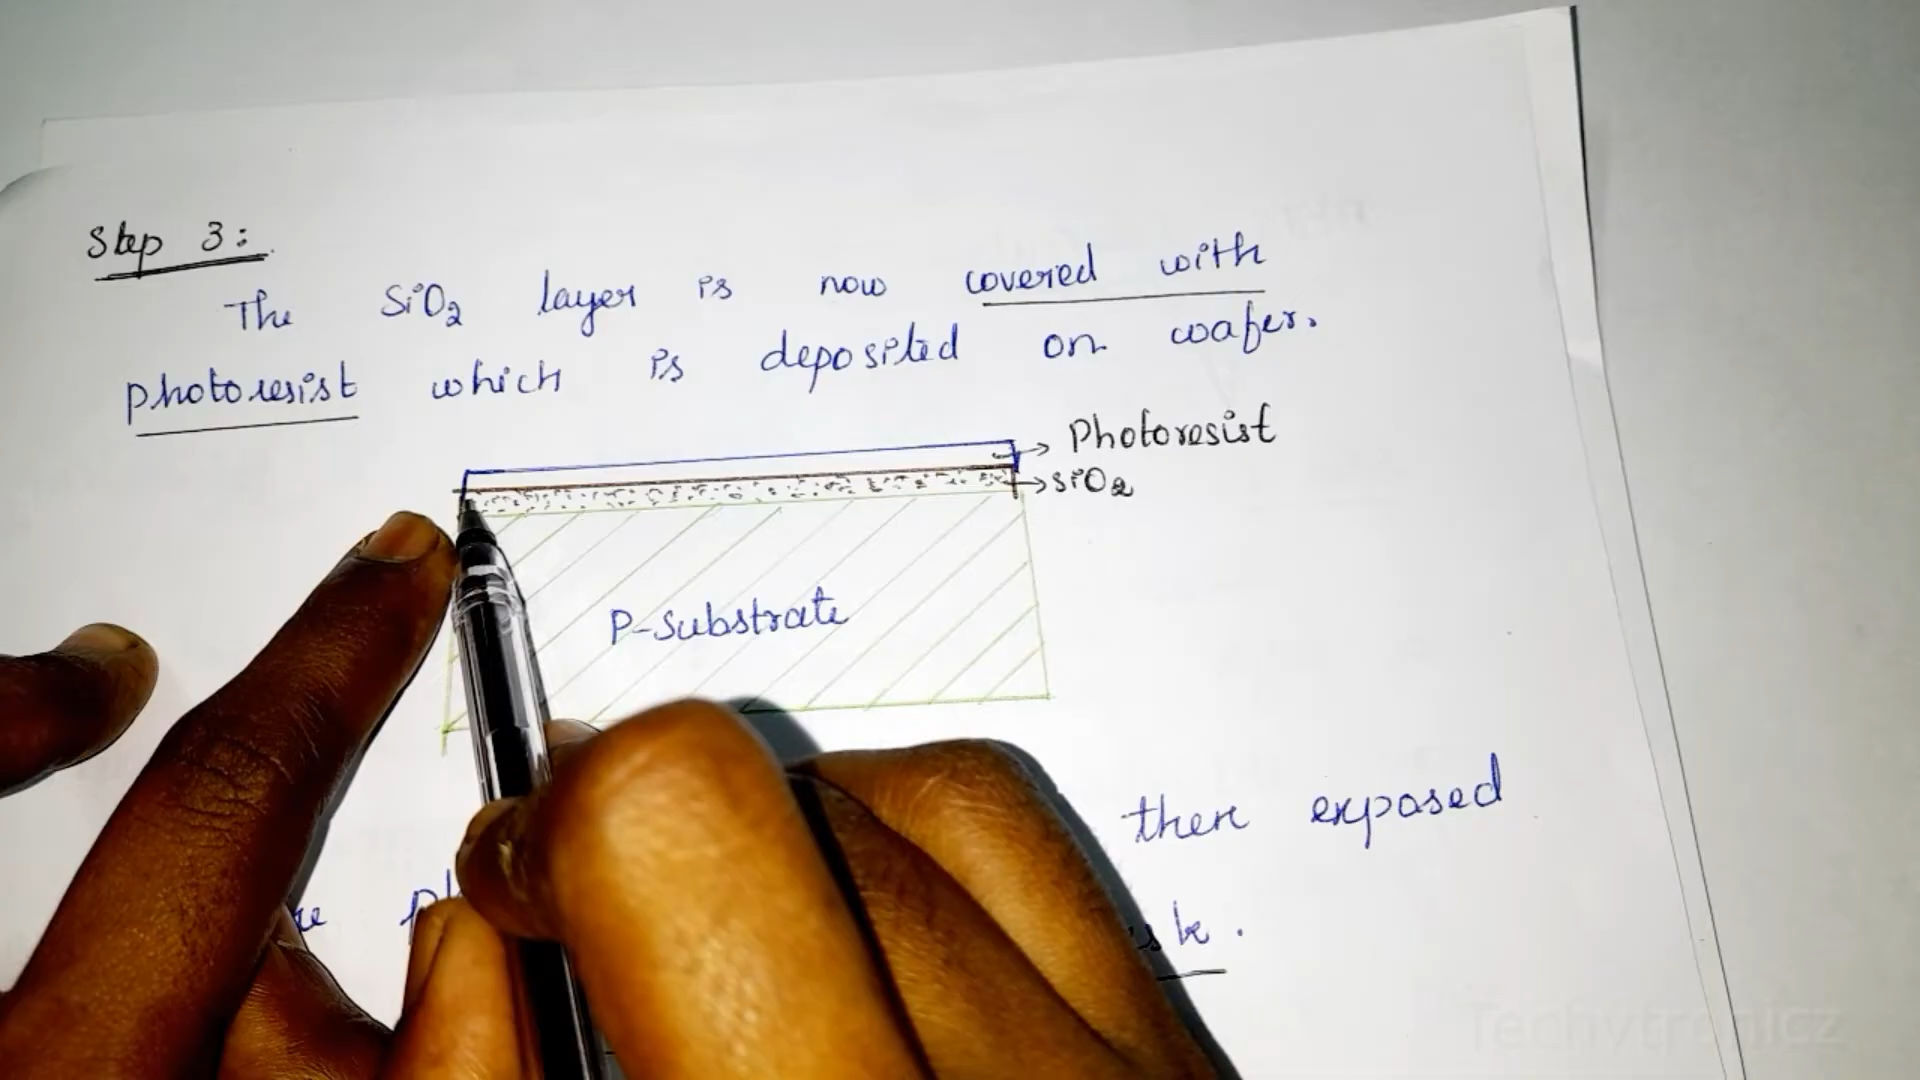 Step 3:
The SiO2 layer is now covered with
photoresist which is deposited on wafer.
Photoresist
SiO2
P-Substrate
then exposed
Techytroniicz